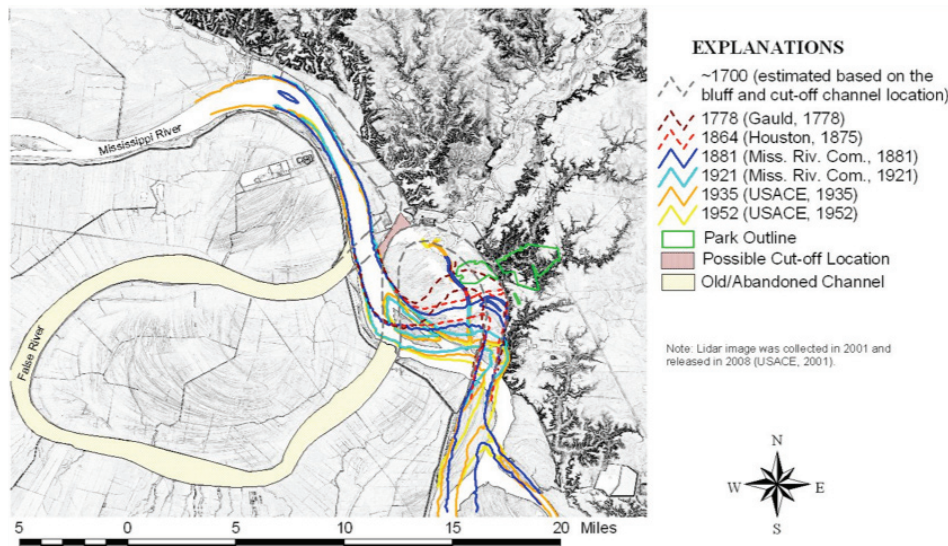 EXPLANATIONS
~1700 (estimated based on the
bluff and cut-off channel location)
1778 (Gauld, 1778)
1864 (Houston, 1875)
1881 (Miss. Riv. Com., 1881)
1921 (Miss. Riv. Com., 1921)
1935 (USACE, 1935)
1952 (USACE, 1952)
Park Outline
Possible Cut-off Location
Old/Abandoned Channel
Note: Lidar image was collected in 2001 and
released in 2008 (USACE, 2001).
Mississippi River
False River
N
W E
S
5 0 5 10 15 20 Miles